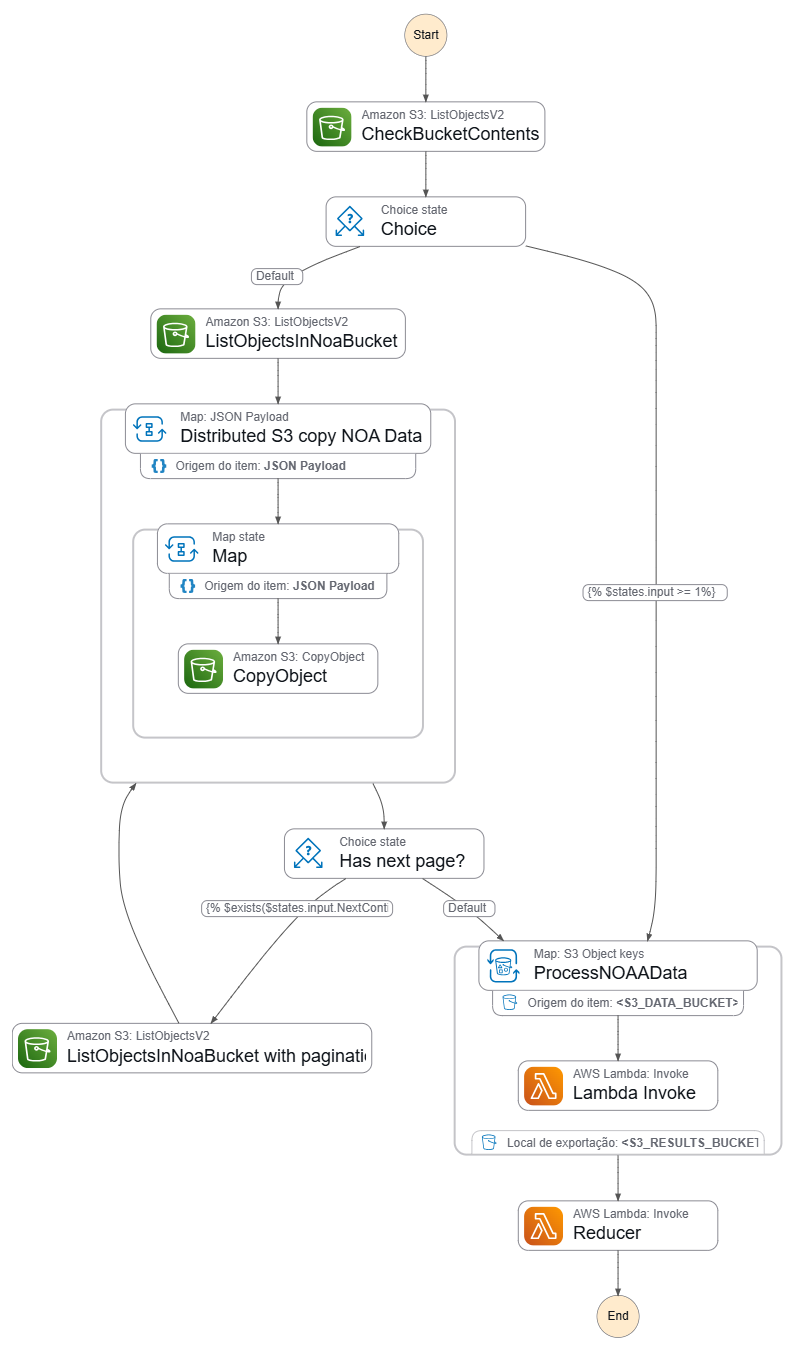 Start
Amazon S3: ListObjectsV2
CheckBucketContents
Choice state
Choice
Default
Amazon S3: ListObjectsV2
ListObjectsInNoaBucket
Map: JSON Payload
Distributed S3 copy NOA Data
Origem do item: JSON Payload
Map state
Map
Origem do item: JSON Payload
{% $states.input >= 1%}
Amazon S3: CopyObject
CopyObject
Choice state
Has next page?
{% $exists($states.input.NextConti
Default
Map: S3 Object keys
ProcessNOAAData
Origem do item: <S3_DATA_BUCKET>
Amazon S3: ListObjectsV2
ListObjectsInNoaBucket with paginatio
AWS Lambda: Invoke
Lambda Invoke
Local de exportação: <S3_RESULTS_BUCKET
AWS Lambda: Invoke
Reducer
End